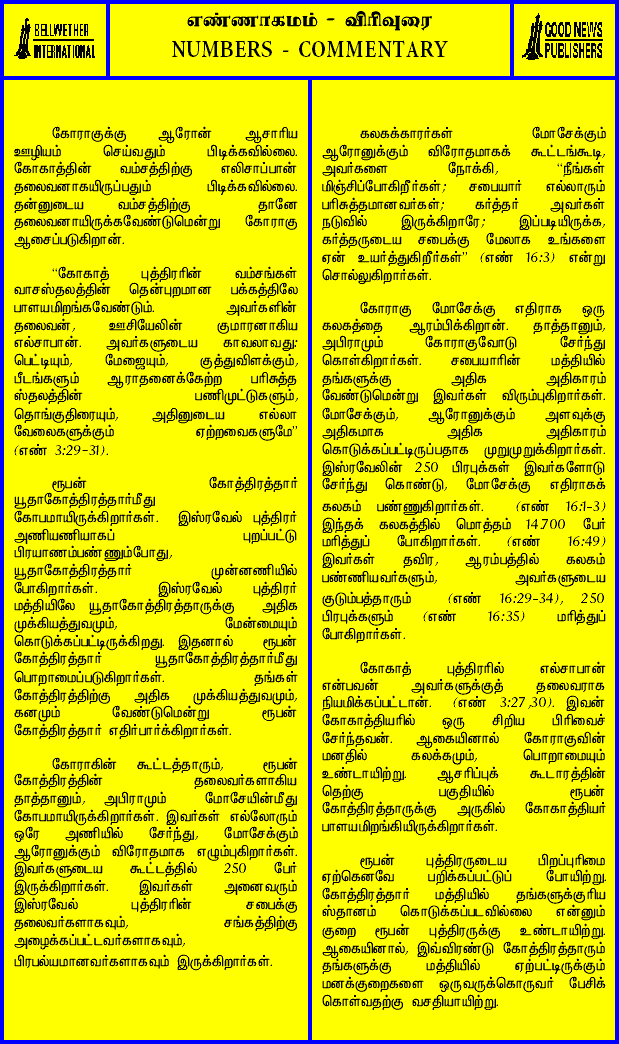 BELLWETHER
INTERNATIONAL
எண்ணாகமம் - விரிவுரை
NUMBERS - COMMENTARY
GOOD NEWS
PUBLISHERS
கோராகுக்கு ஆரோன் ஆசாரிய
ஊழியம் செய்வதும் பிடிக்கவில்லை.
கோகாத்தின் வம்சத்திற்கு எலிசாப்பான்
தலைவனாகயிருப்பதும் பிடிக்கவில்லை.
தன்னுடைய வம்சத்திற்கு தானே
தலைவனாயிருக்கவேண்டுமென்று கோராகு
ஆசைப்படுகிறான்.
“கோகாத் புத்திரரின் வம்சங்கள்
வாசஸ்தலத்தின் தென்புறமான பக்கத்திலே
பாளயமிறங்கவேண்டும். அவர்களின்
தலைவன், ஊசியேலின் குமாரனாகிய
எல்சாபான். அவர்களுடைய காவலாவது:
பெட்டியும், மேஜையும், குத்துவிளக்கும்,
பீடங்களும் ஆராதனைக்கேற்ற பரிசுத்த
ஸ்தலத்தின் பணிமுட்டுகளும்,
தொங்குதிரையும், அதினுடைய எல்லா
வேலைகளுக்கும் ஏற்றவைகளுமே”
(எண் 3:29-31).
ரூபன் கோத்திரத்தார்
யூதாகோத்திரத்தார்மீது
கோபமாயிருக்கிறார்கள். இஸ்ரவேல் புத்திரர்
அணியணியாகப் புறப்பட்டு
பிரயாணம்பண்ணும்போது,
யூதாகோத்திரத்தார் முன்னணியில்
போகிறார்கள். இஸ்ரவேல் புத்திரர்
மத்தியிலே யூதாகோத்திரத்தாருக்கு அதிக
முக்கியத்துவமும், மேன்மையும்
கொடுக்கப்பட்டிருக்கிறது. இதனால் ரூபன்
கோத்திரத்தார் யூதாகோத்திரத்தார்மீது
பொறாமைப்படுகிறார்கள். தங்கள்
கோத்திரத்திற்கு அதிக முக்கியத்துவமும்,
கனமும் வேண்டுமென்று ரூபன்
கோத்திரத்தார் எதிர்பார்க்கிறார்கள்.
கோராகின் கூட்டத்தாரும், ரூபன்
கோத்திரத்தின் தலைவர்களாகிய
தாத்தானும், அபிராமும் மோசேயின்மீது
கோபமாயிருக்கிறார்கள். இவர்கள் எல்லோரும்
ஒரே அணியில் சேர்ந்து, மோசேக்கும்
ஆரோனுக்கும் விரோதமாக எழும்புகிறார்கள்.
இவர்களுடைய கூட்டத்தில் 250 பேர்
இருக்கிறார்கள். இவர்கள் அனைவரும்
இஸ்ரவேல் புத்திரரின் சபைக்கு
தலைவர்களாகவும், சங்கத்திற்கு
அழைக்கப்பட்டவர்களாகவும்,
பிரபல்யமானவர்களாகவும் இருக்கிறார்கள்.
கலகக்காரர்கள் மோசேக்கும்
ஆரோனுக்கும் விரோதமாகக் கூட்டங்கூடி,
அவர்களை நோக்கி, “நீங்கள்
மிஞ்சிப்போகிறீர்கள்; சபையார் எல்லாரும்
பரிசுத்தமானவர்கள்; கர்த்தர் அவர்கள்
நடுவில் இருக்கிறாரே; இப்படியிருக்க,
கர்த்தருடைய சபைக்கு மேலாக உங்களை
ஏன் உயர்த்துகிறீர்கள்” (எண் 16:3) என்று
சொல்லுகிறார்கள்.
கோராகு மோசேக்கு எதிராக ஒரு
கலகத்தை ஆரம்பிக்கிறான். தாத்தானும்,
அபிராமும் கோராகுவோடு சேர்ந்து
கொள்கிறார்கள். சபையாரின் மத்தியில்
தங்களுக்கு அதிக அதிகாரம்
வேண்டுமென்று இவர்கள் விரும்புகிறார்கள்.
மோசேக்கும், ஆரோனுக்கும் அளவுக்கு
அதிகமாக அதிக அதிகாரம்
கொடுக்கப்பட்டிருப்பதாக முறுமுறுக்கிறார்கள்.
இஸ்ரவேலின் 250 பிரபுக்கள் இவர்களோடு
சேர்ந்து கொண்டு, மோசேக்கு எதிராகக்
கலகம் பண்ணுகிறார்கள். (எண் 16:1-3)
இந்தக் கலகத்தில் மொத்தம் 14.700 பேர்
மரித்துப் போகிறார்கள். (எண் 16:49)
இவர்கள் தவிர, ஆரம்பத்தில் கலகம்
பண்ணியவர்களும், அவர்களுடைய
குடும்பத்தாரும் (எண் 16:29-34), 250
பிரபுக்களும் (எண் 16:35) மரித்துப்
போகிறார்கள்.
கோகாத் புத்திரரில் எல்சாபான்
என்பவன் அவர்களுக்குத் தலைவராக
நியமிக்கப்பட்டான். (எண் 3:27,30). இவன்
கோகாத்தியரில் ஒரு சிறிய பிரிவைச்
சேர்ந்தவன். ஆகையினால் கோராகுவின்
மனதில் கலக்கமும், பொறாமையும்
உண்டாயிற்று. ஆசரிப்புக் கூடாரத்தின்
தெற்கு பகுதியில் ரூபன்
கோத்திரத்தாருக்கு அருகில் கோகாத்தியர்
பாளயமிறங்கியிருக்கிறார்கள்.
ரூபன் புத்திரருடைய பிறப்புரிமை
ஏற்கெனவே பறிக்கப்பட்டுப் போயிற்று.
கோத்திரத்தார் மத்தியில் தங்களுக்குரிய
ஸ்தானம் கொடுக்கப்படவில்லை என்னும்
குறை ரூபன் புத்திரருக்கு உண்டாயிற்று.
ஆகையினால், இவ்விரண்டு கோத்திரத்தாரும்
தங்களுக்கு மத்தியில் ஏற்பட்டிருக்கும்
மனக்குறைகளை ஒருவருக்கொருவர் பேசிக்
கொள்வதற்கு வசதியாயிற்று.